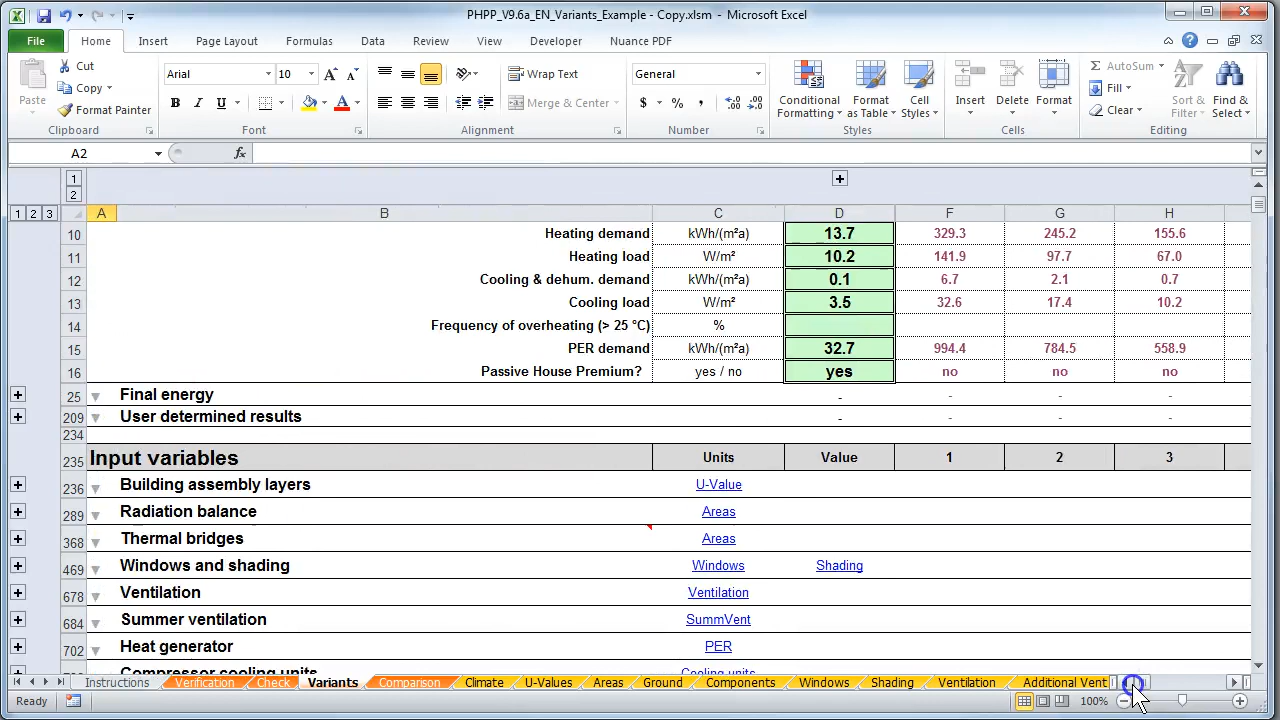 PHPP_V9.6a_EN_Variants_Example - Copy.xlsm - Microsoft Excel
File Home Insert Page Layout Formulas Data Review View Developer Nuance PDF
Paste Cut Copy Format Painter Clipboard
Arial 10 B I U Font
Wrap Text Merge & Center Alignment
General $ % , Number
Conditional Formatting Format as Table Cell Styles Styles
Insert Delete Format Cells
AutoSum Fill Clear Sort & Filter Find & Select Editing
A2 fx
1
2
1 2 3 A B C D F G H
10 Heating demand kWh/(m²a) 13.7 329.3 245.2 155.6
11 Heating load W/m² 10.2 141.9 97.7 67.0
12 Cooling & dehum. demand kWh/(m²a) 0.1 6.7 2.1 0.7
13 Cooling load W/m² 3.5 32.6 17.4 10.2
14 Frequency of overheating (> 25 °C) %
15 PER demand kWh/(m²a) 32.7 994.4 784.5 558.9
16 Passive House Premium? yes / no yes no no no
25 Final energy - - - -
209 User determined results - - - -
234
235 Input variables Units Value 1 2 3
236 Building assembly layers U-Value
289 Radiation balance Areas
368 Thermal bridges Areas
469 Windows and shading Windows Shading
678 Ventilation Ventilation
684 Summer ventilation SummVent
702 Heat generator PER
Compressor cooling units Cooling units
Instructions Verification Check Variants Comparison Climate U-Values Areas Ground Components Windows Shading Ventilation Additional Vent
Ready 100%